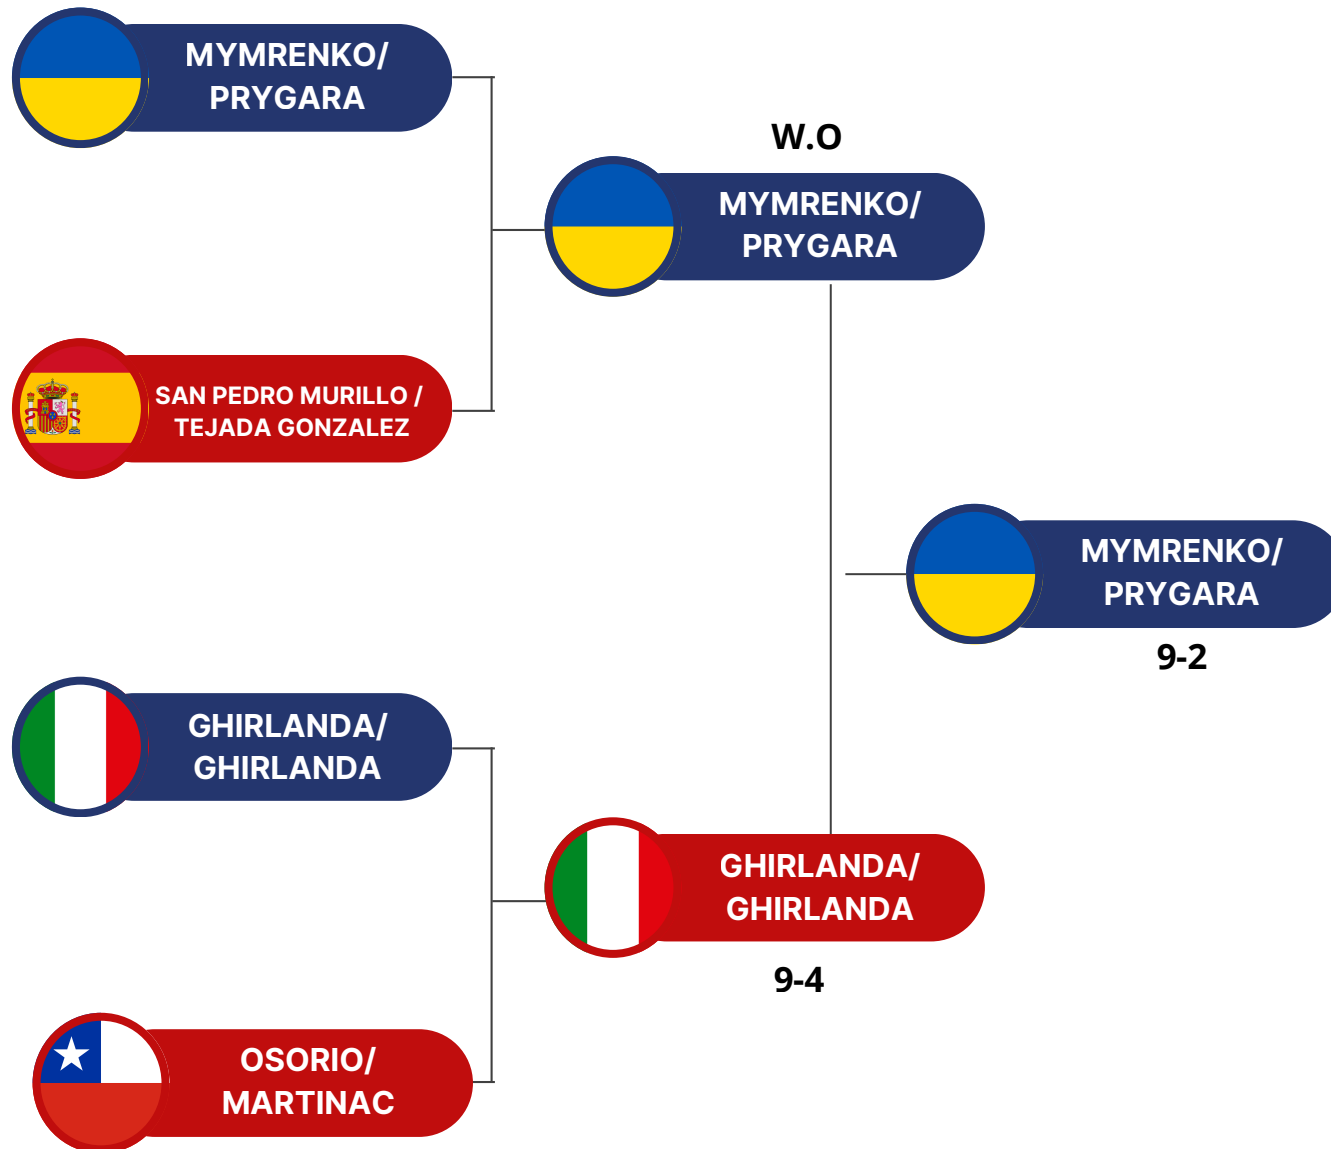 MYMRENKO/
PRYGARA
W.O
MYMRENKO/
PRYGARA
SAN PEDRO MURILLO /
TEJADA GONZALEZ
MYMRENKO/
PRYGARA
9-2
GHIRLANDA/
GHIRLANDA
GHIRLANDA/
GHIRLANDA
9-4
OSORIO/
MARTINAC